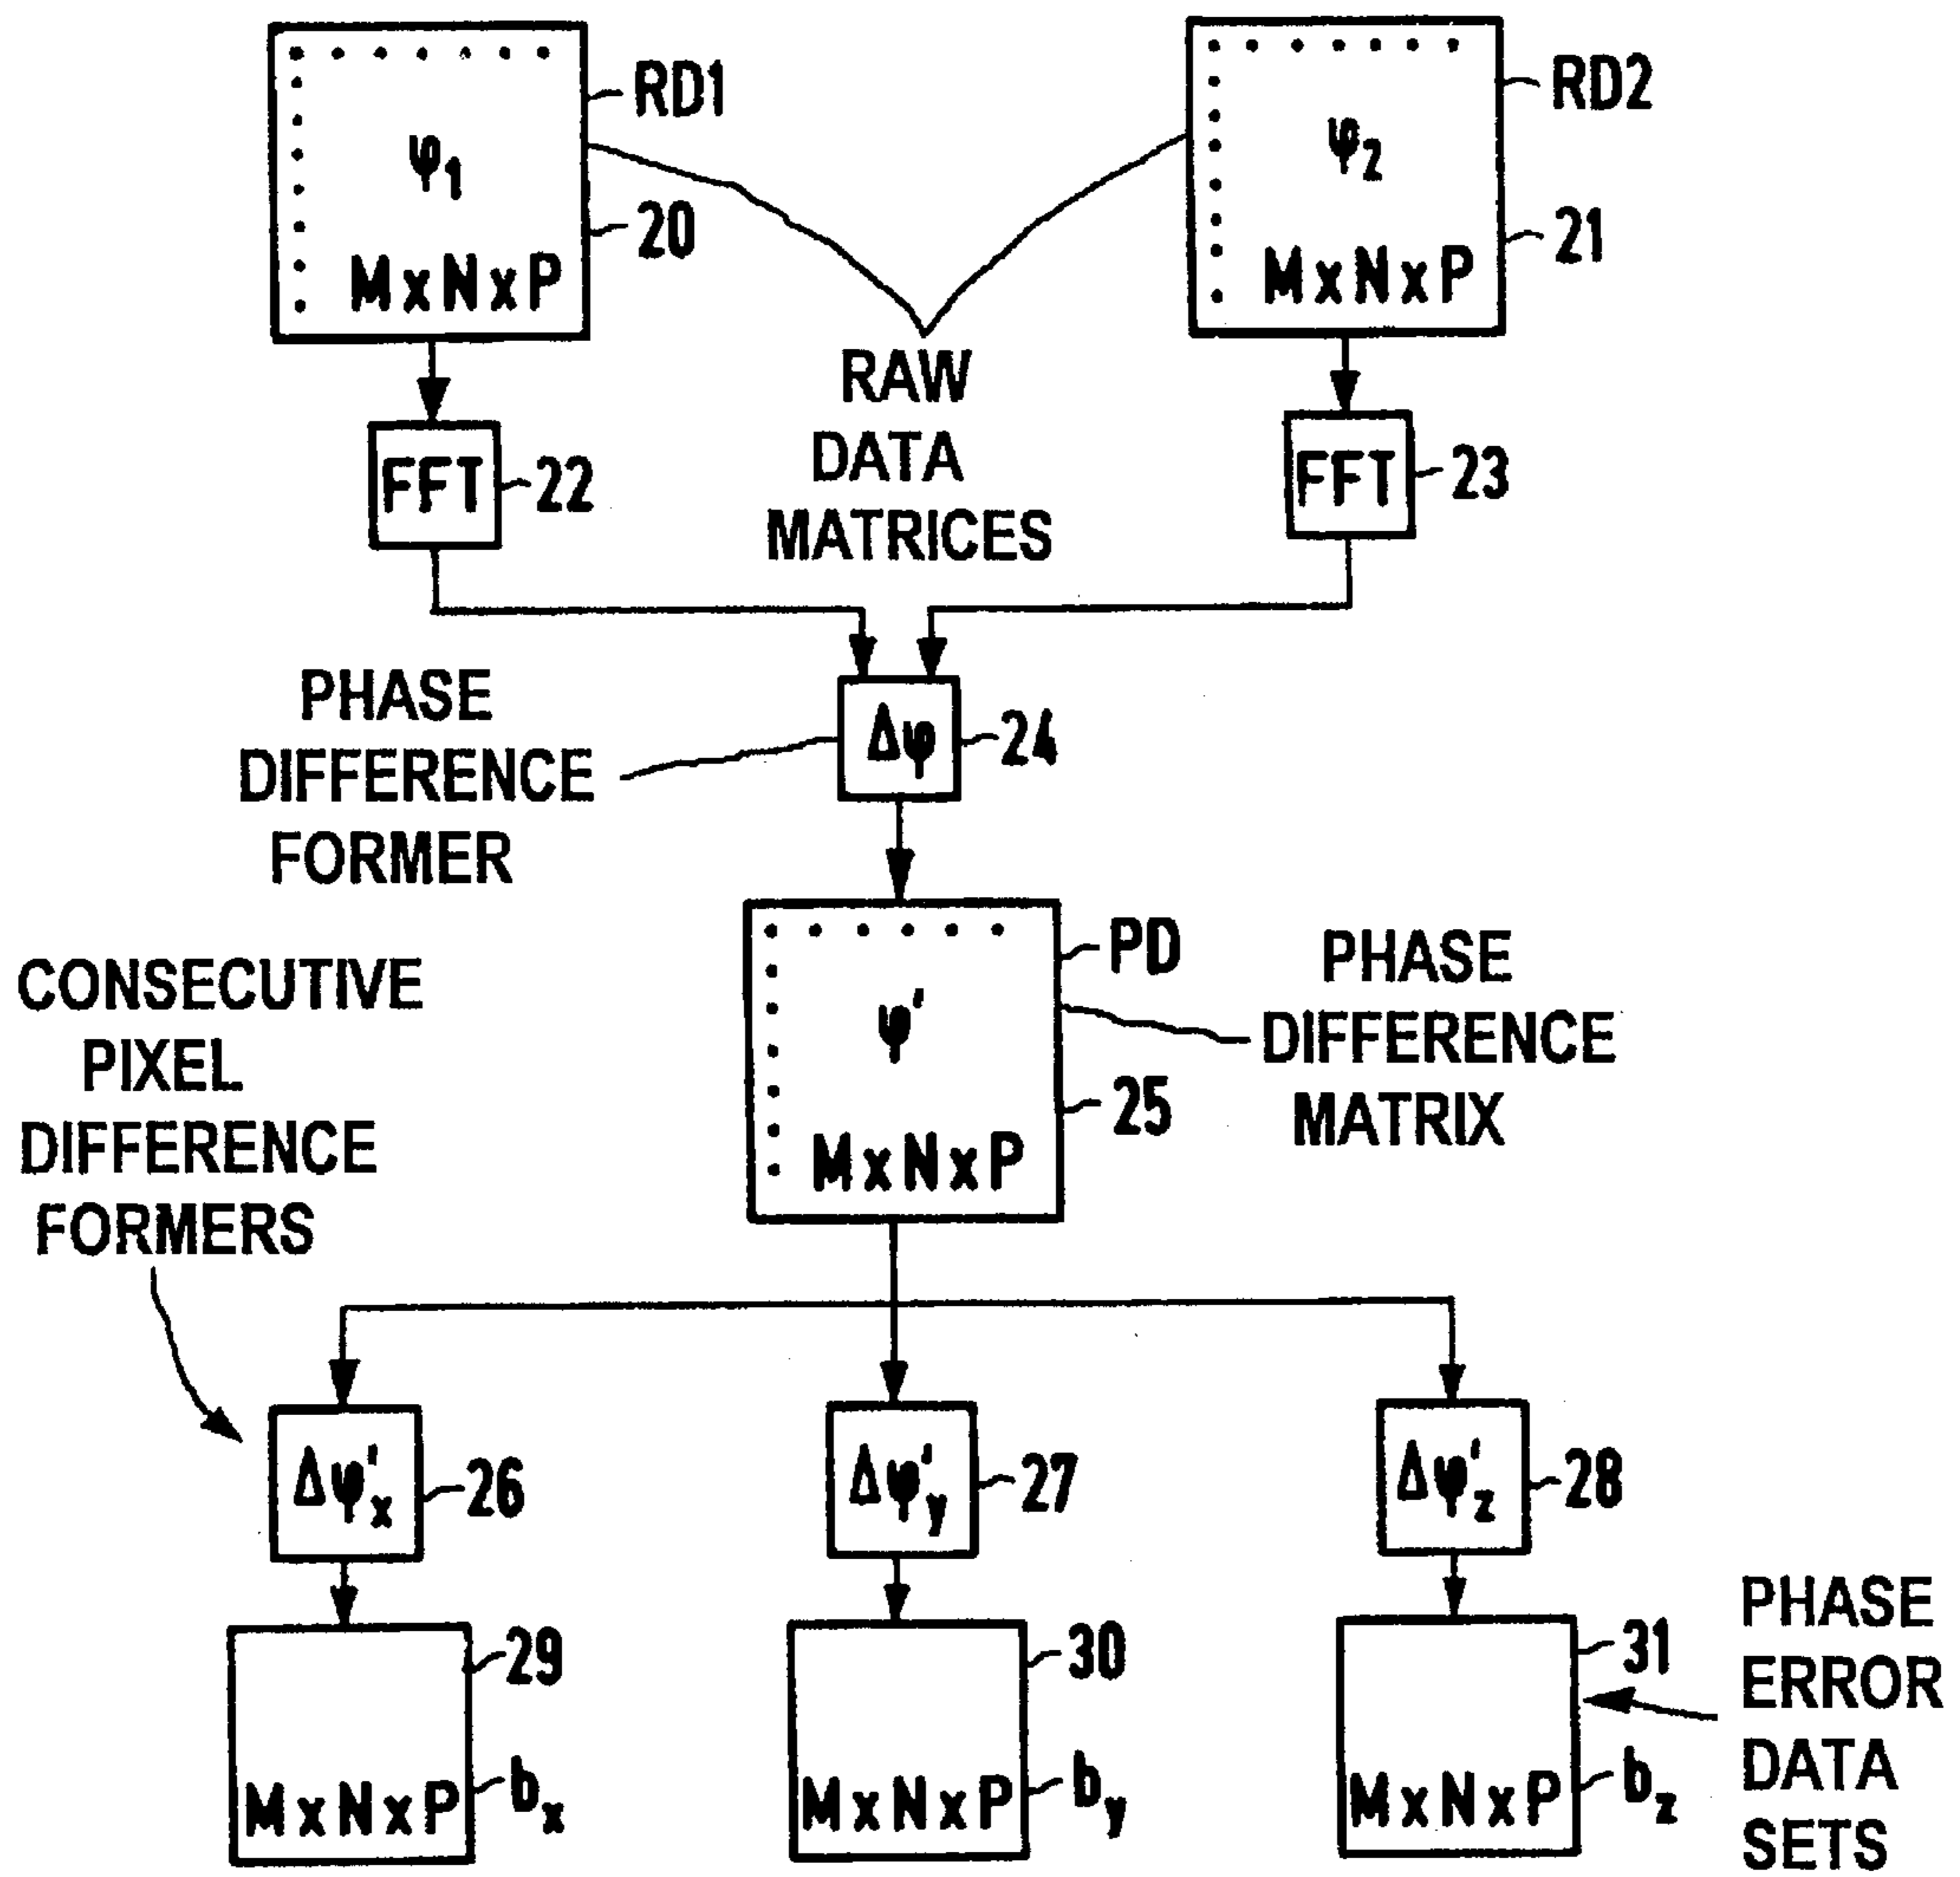 RD1
φ1
20
MxNxP
RD2
φ2
21
MxNxP
RAW
DATA
MATRICES
FFT
22
FFT
23
PHASE
DIFFERENCE
FORMER
Δφ
24
PD
φ'
25
MxNxP
PHASE
DIFFERENCE
MATRIX
CONSECUTIVE
PIXEL
DIFFERENCE
FORMERS
Δφ'x
26
Δφ'y
27
Δφ'z
28
29
MxNxP
bx
30
MxNxP
by
31
MxNxP
bz
PHASE
ERROR
DATA
SETS